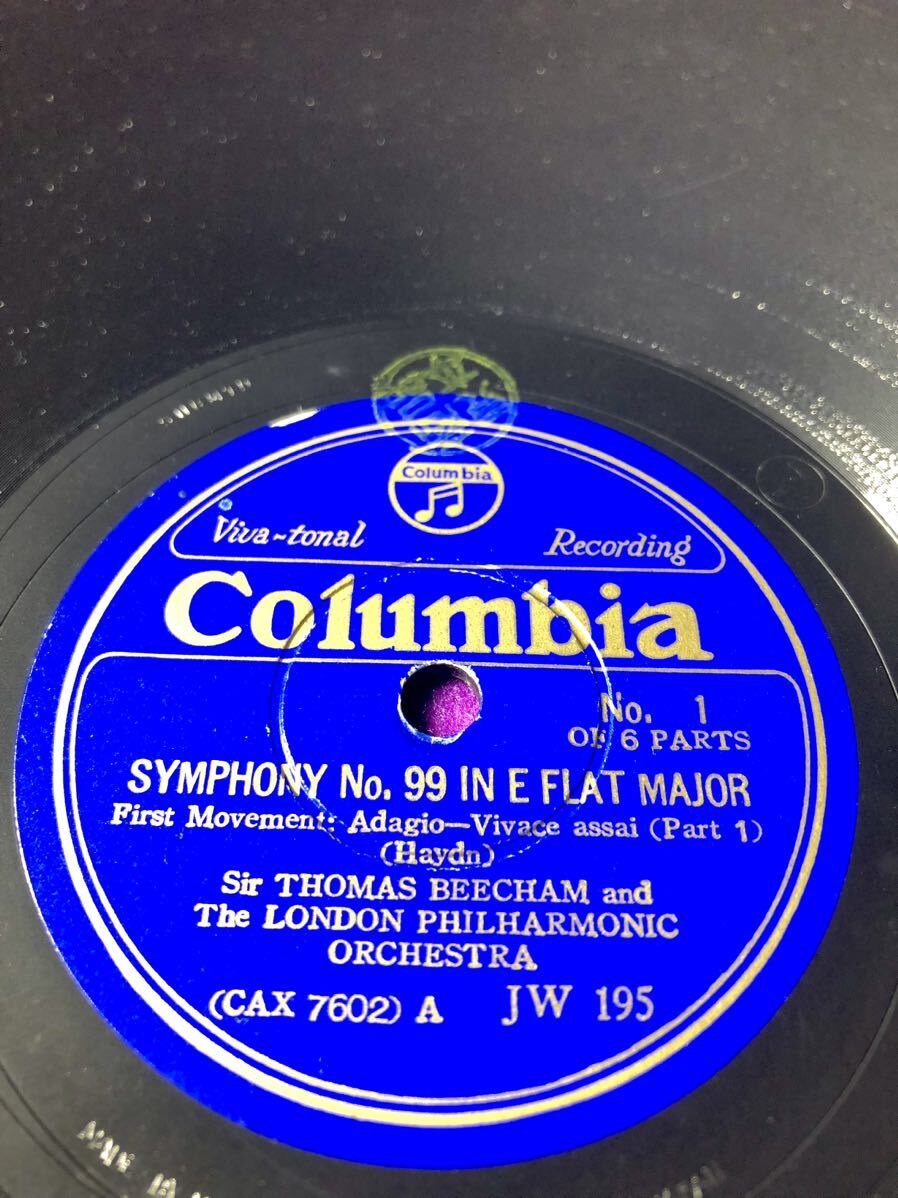 Columbia
Viva-tonal Recording
Columbia
No. 1
OF 6 PARTS
SYMPHONY No. 99 IN E FLAT MAJOR
First Movement: Adagio—Vivace assai (Part 1)
(Haydn)
Sir THOMAS BEECHAM and
The LONDON PHILHARMONIC
ORCHESTRA
(CAX 7602) A JW 195